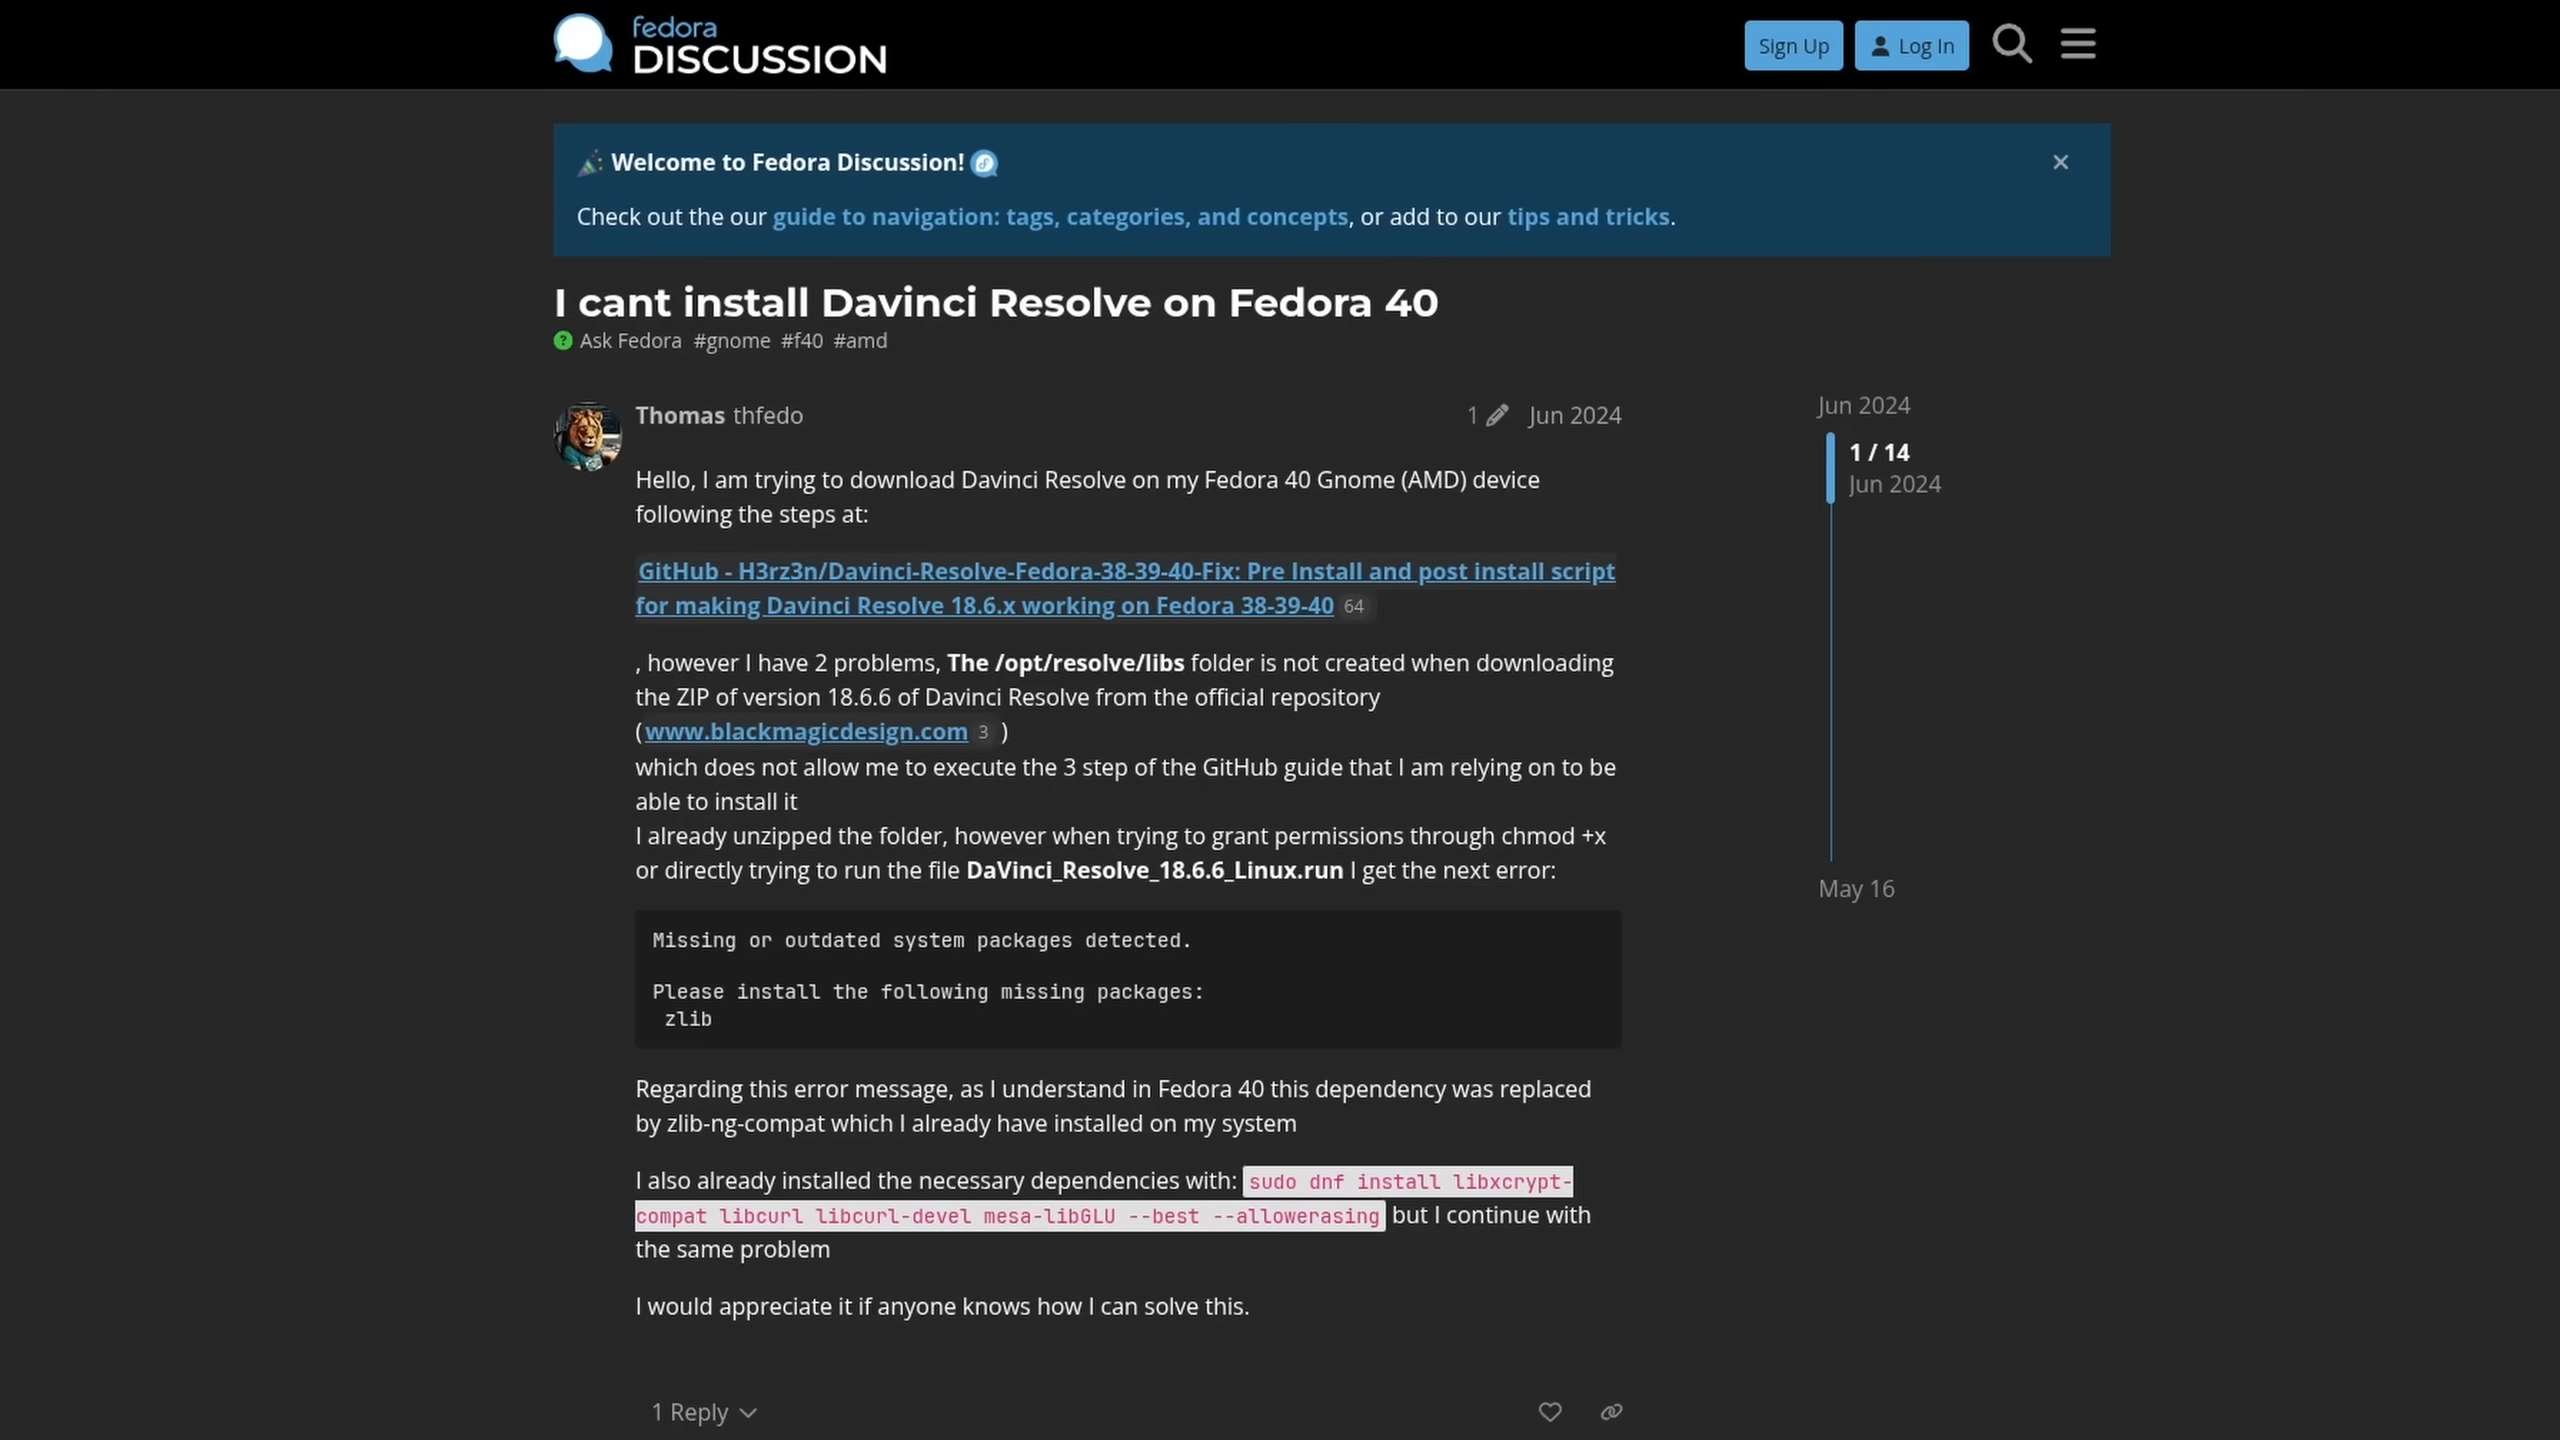 fedora
DISCUSSION
Sign Up
Log In
Welcome to Fedora Discussion!
Check out the our guide to navigation: tags, categories, and concepts, or add to our tips and tricks.
I cant install Davinci Resolve on Fedora 40
Ask Fedora #gnome #f40 #amd
Thomas thfedo
1
Jun 2024
Hello, I am trying to download Davinci Resolve on my Fedora 40 Gnome (AMD) device
following the steps at:
GitHub - H3rz3n/Davinci-Resolve-Fedora-38-39-40-Fix: Pre Install and post install script
for making Davinci Resolve 18.6.x working on Fedora 38-39-40 64
, however I have 2 problems, The /opt/resolve/libs folder is not created when downloading
the ZIP of version 18.6.6 of Davinci Resolve from the official repository
(www.blackmagicdesign.com 3 )
which does not allow me to execute the 3 step of the GitHub guide that I am relying on to be
able to install it
I already unzipped the folder, however when trying to grant permissions through chmod +x
or directly trying to run the file DaVinci_Resolve_18.6.6_Linux.run I get the next error:
Missing or outdated system packages detected.
Please install the following missing packages:
zlib
Regarding this error message, as I understand in Fedora 40 this dependency was replaced
by zlib-ng-compat which I already have installed on my system
I also already installed the necessary dependencies with: sudo dnf install libxcrypt-
compat libcurl libcurl-devel mesa-libGLU --best --allowerasing but I continue with
the same problem
I would appreciate it if anyone knows how I can solve this.
1 Reply
Jun 2024
1 / 14
Jun 2024
May 16